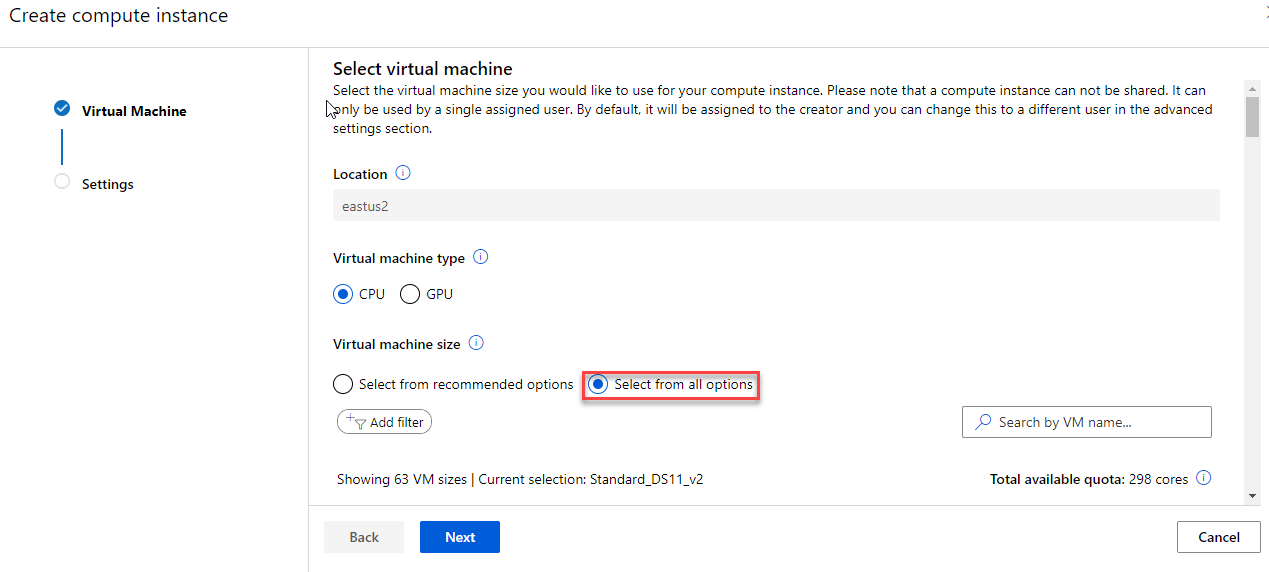 Create compute instance
Virtual Machine
Settings
Select virtual machine
Select the virtual machine size you would like to use for your compute instance. Please note that a compute instance can not be shared. It can
only be used by a single assigned user. By default, it will be assigned to the creator and you can change this to a different user in the advanced
settings section.
Location
eastus2
Virtual machine type
CPU GPU
Virtual machine size
Select from recommended options Select from all options
Add filter Search by VM name...
Showing 63 VM sizes | Current selection: Standard_DS11_v2 Total available quota: 298 cores
Back Next Cancel